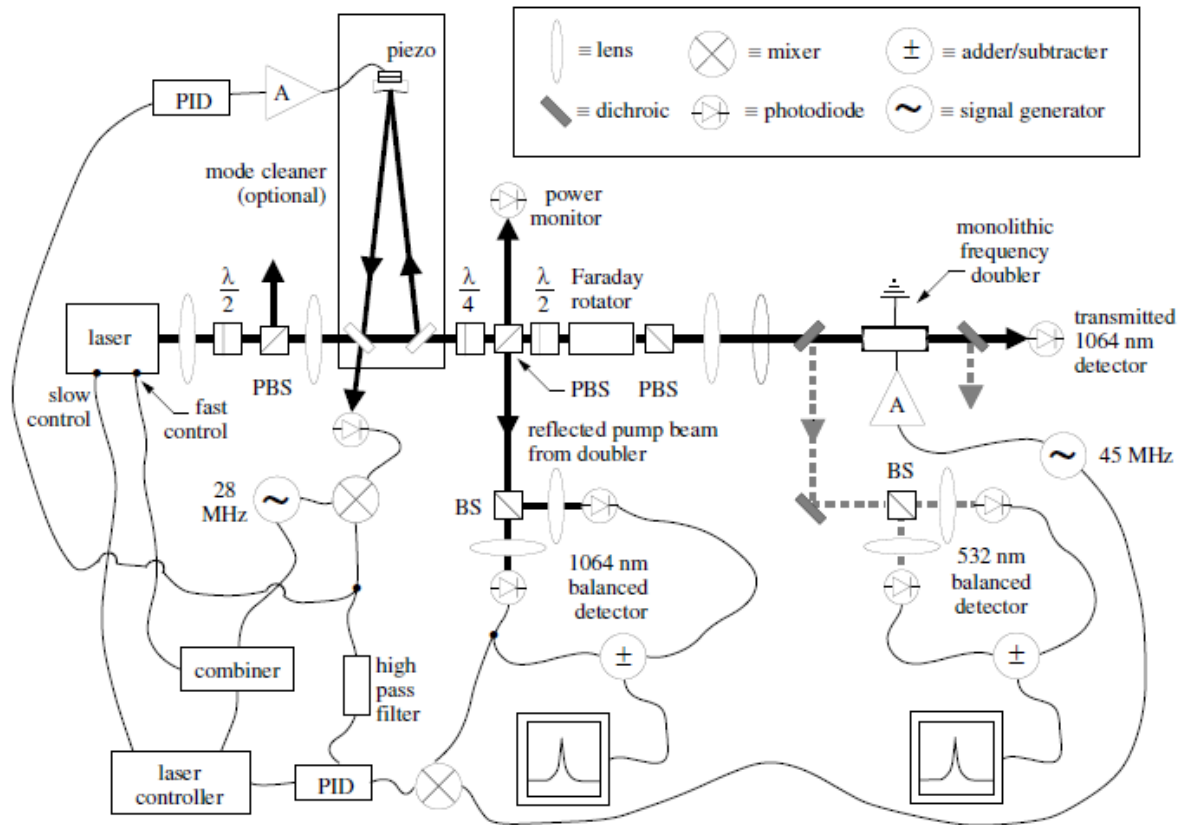 piezo
PID
A
mode cleaner
(optional)
≡ lens
≡ mixer
± ≡ adder/subtracter
≡ dichroic
≡ photodiode
~ ≡ signal generator
power
monitor
monolithic
frequency
doubler
λ
2
λ
4
λ
2
Faraday
rotator
laser
transmitted
1064 nm
detector
PBS
PBS
PBS
slow
control
fast
control
A
reflected pump beam
from doubler
28
MHz
~
~
45 MHz
BS
BS
1064 nm
balanced
detector
532 nm
balanced
detector
combiner
high
pass
filter
±
±
laser
controller
PID